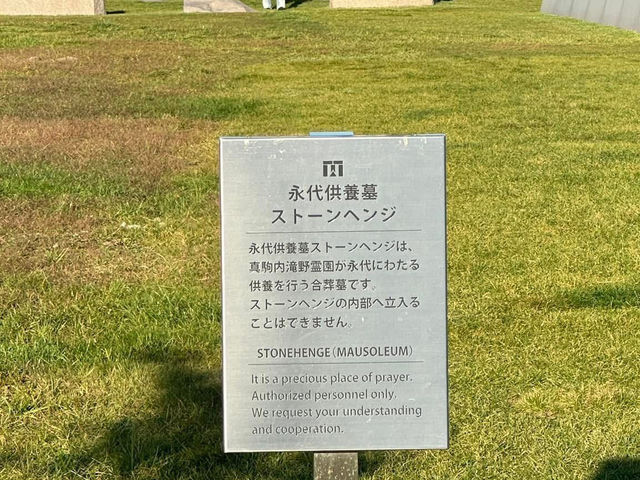 永代供養墓
ストーンヘンジ
永代供養墓ストーンヘンジは、
真駒内滝野霊園が永代にわたる
供養を行う合葬墓です。
ストーンヘンジの内部へ立入る
ことはできません。
STONEHENGE(MAUSOLEUM)
It is a precious place of prayer.
Authorized personnel only.
We request your understanding
and cooperation.